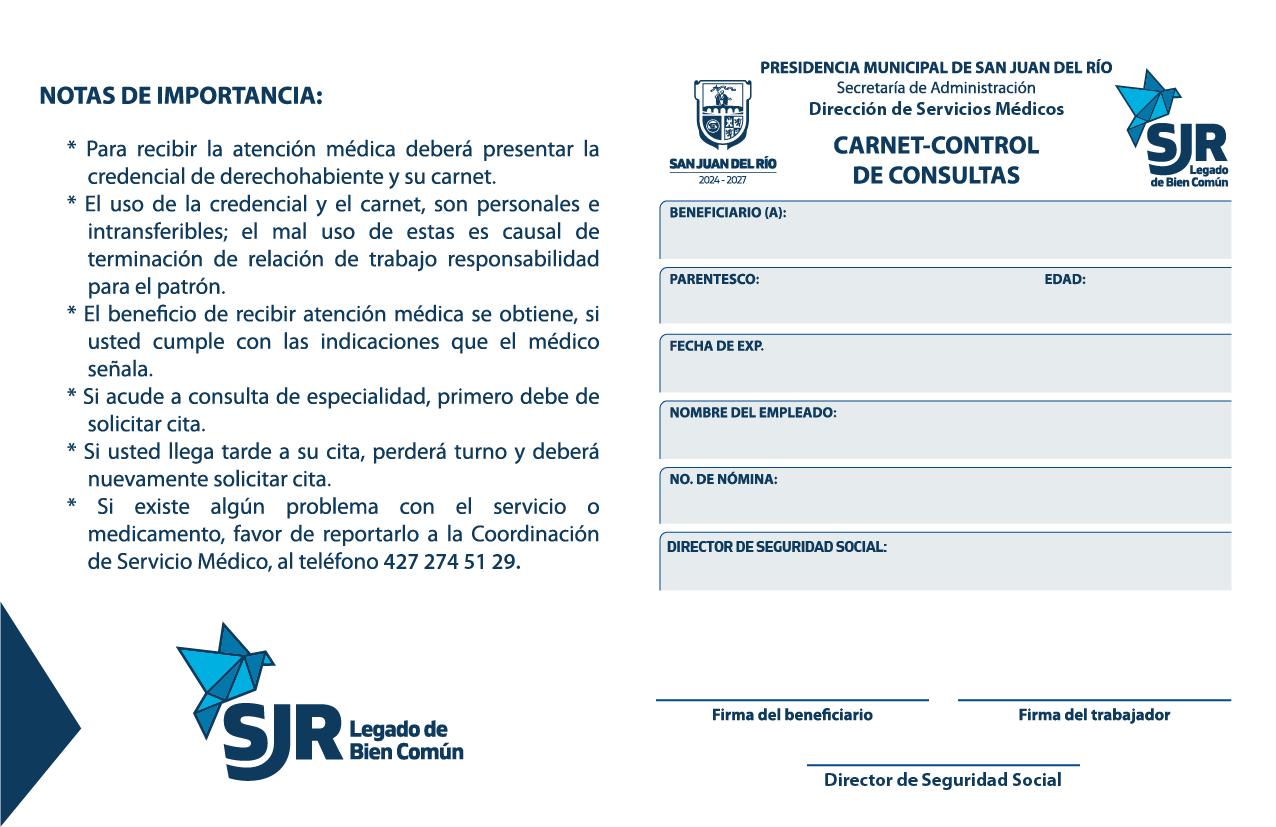 NOTAS DE IMPORTANCIA:
* Para recibir la atención médica deberá presentar la
credencial de derechohabiente y su carnet.
* El uso de la credencial y el carnet, son personales e
intransferibles; el mal uso de estas es causal de
terminación de relación de trabajo responsabilidad
para el patrón.
* El beneficio de recibir atención médica se obtiene, si
usted cumple con las indicaciones que el médico
señala.
* Si acude a consulta de especialidad, primero debe de
solicitar cita.
* Si usted llega tarde a su cita, perderá turno y deberá
nuevamente solicitar cita.
* Si existe algún problema con el servicio o
medicamento, favor de reportarlo a la Coordinación
de Servicio Médico, al teléfono 427 274 51 29.
SJR Legado de
Bien Común
PRESIDENCIA MUNICIPAL DE SAN JUAN DEL RÍO
Secretaría de Administración
Dirección de Servicios Médicos
CARNET-CONTROL
DE CONSULTAS
SAN JUAN DEL RÍO
2024 - 2027
SJR
Legado
de Bien Común
BENEFICIARIO (A):
PARENTESCO: EDAD:
FECHA DE EXP.
NOMBRE DEL EMPLEADO:
NO. DE NÓMINA:
DIRECTOR DE SEGURIDAD SOCIAL:
Firma del beneficiario Firma del trabajador
Director de Seguridad Social